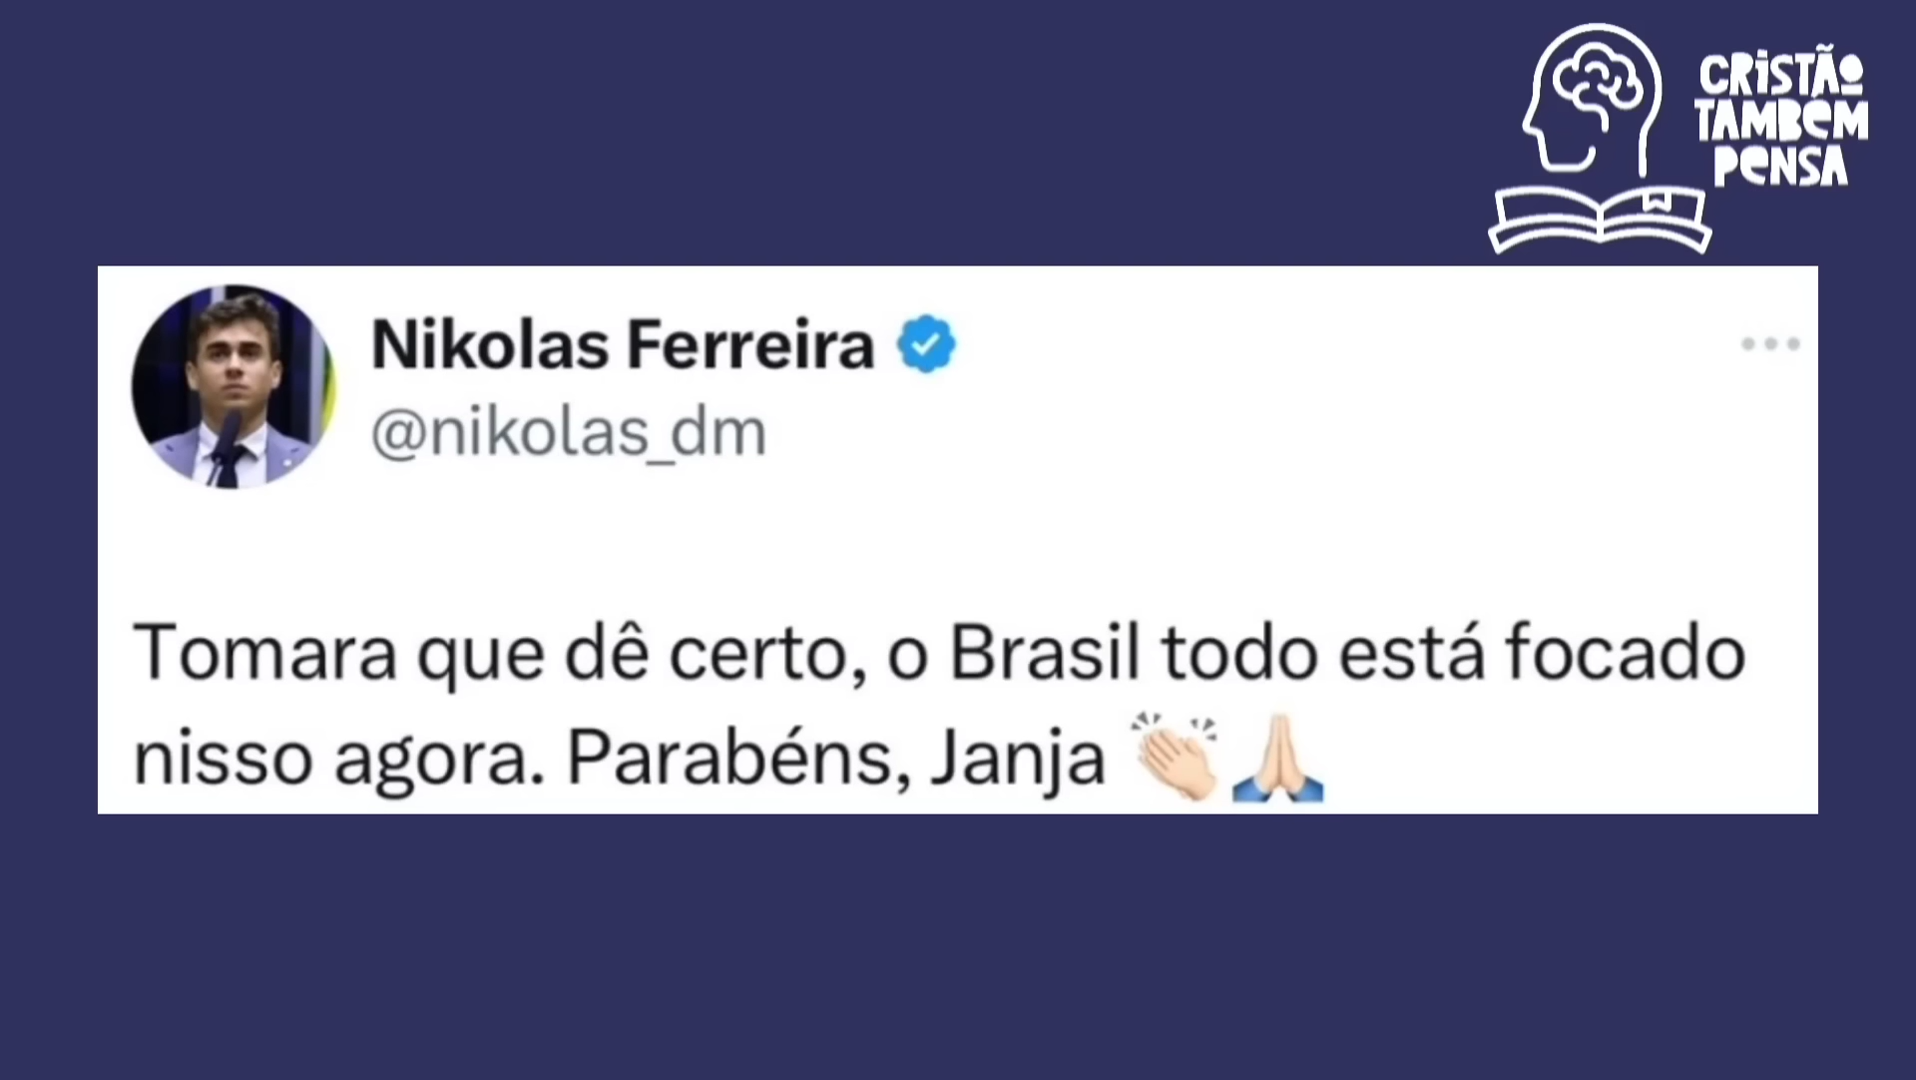 CRISTÃO
TAMBÉM
PENSA
Nikolas Ferreira
@nikolas_dm
Tomara que dê certo, o Brasil todo está focado
nisso agora. Parabéns, Janja 👏🏻🙏🏻